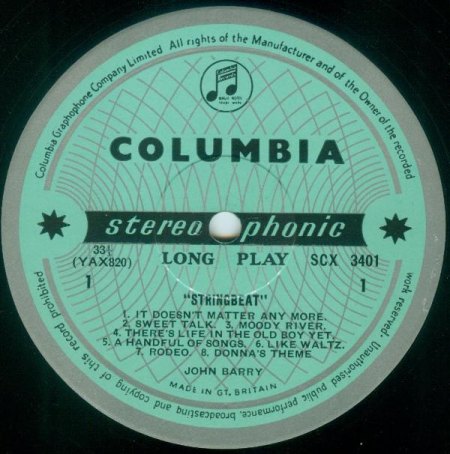 Columbia Graphophone Company Limited All rights of the Manufacturer and of the Owner of the recorded work reserved. Unauthorised public performance, broadcasting and copying of this record prohibited
COLUMBIA
stereophonic
33⅓ LONG PLAY SCX 3401
(YAX820)
1 1
"STRINGBEAT"
1. IT DOESN'T MATTER ANY MORE.
2. SWEET TALK. 3. MOODY RIVER.
4. THERE'S LIFE IN THE OLD BOY YET.
5. A HANDFUL OF SONGS. 6. LIKE WALTZ.
7. RODEO. 8. DONNA'S THEME
JOHN BARRY
MADE IN GT. BRITAIN